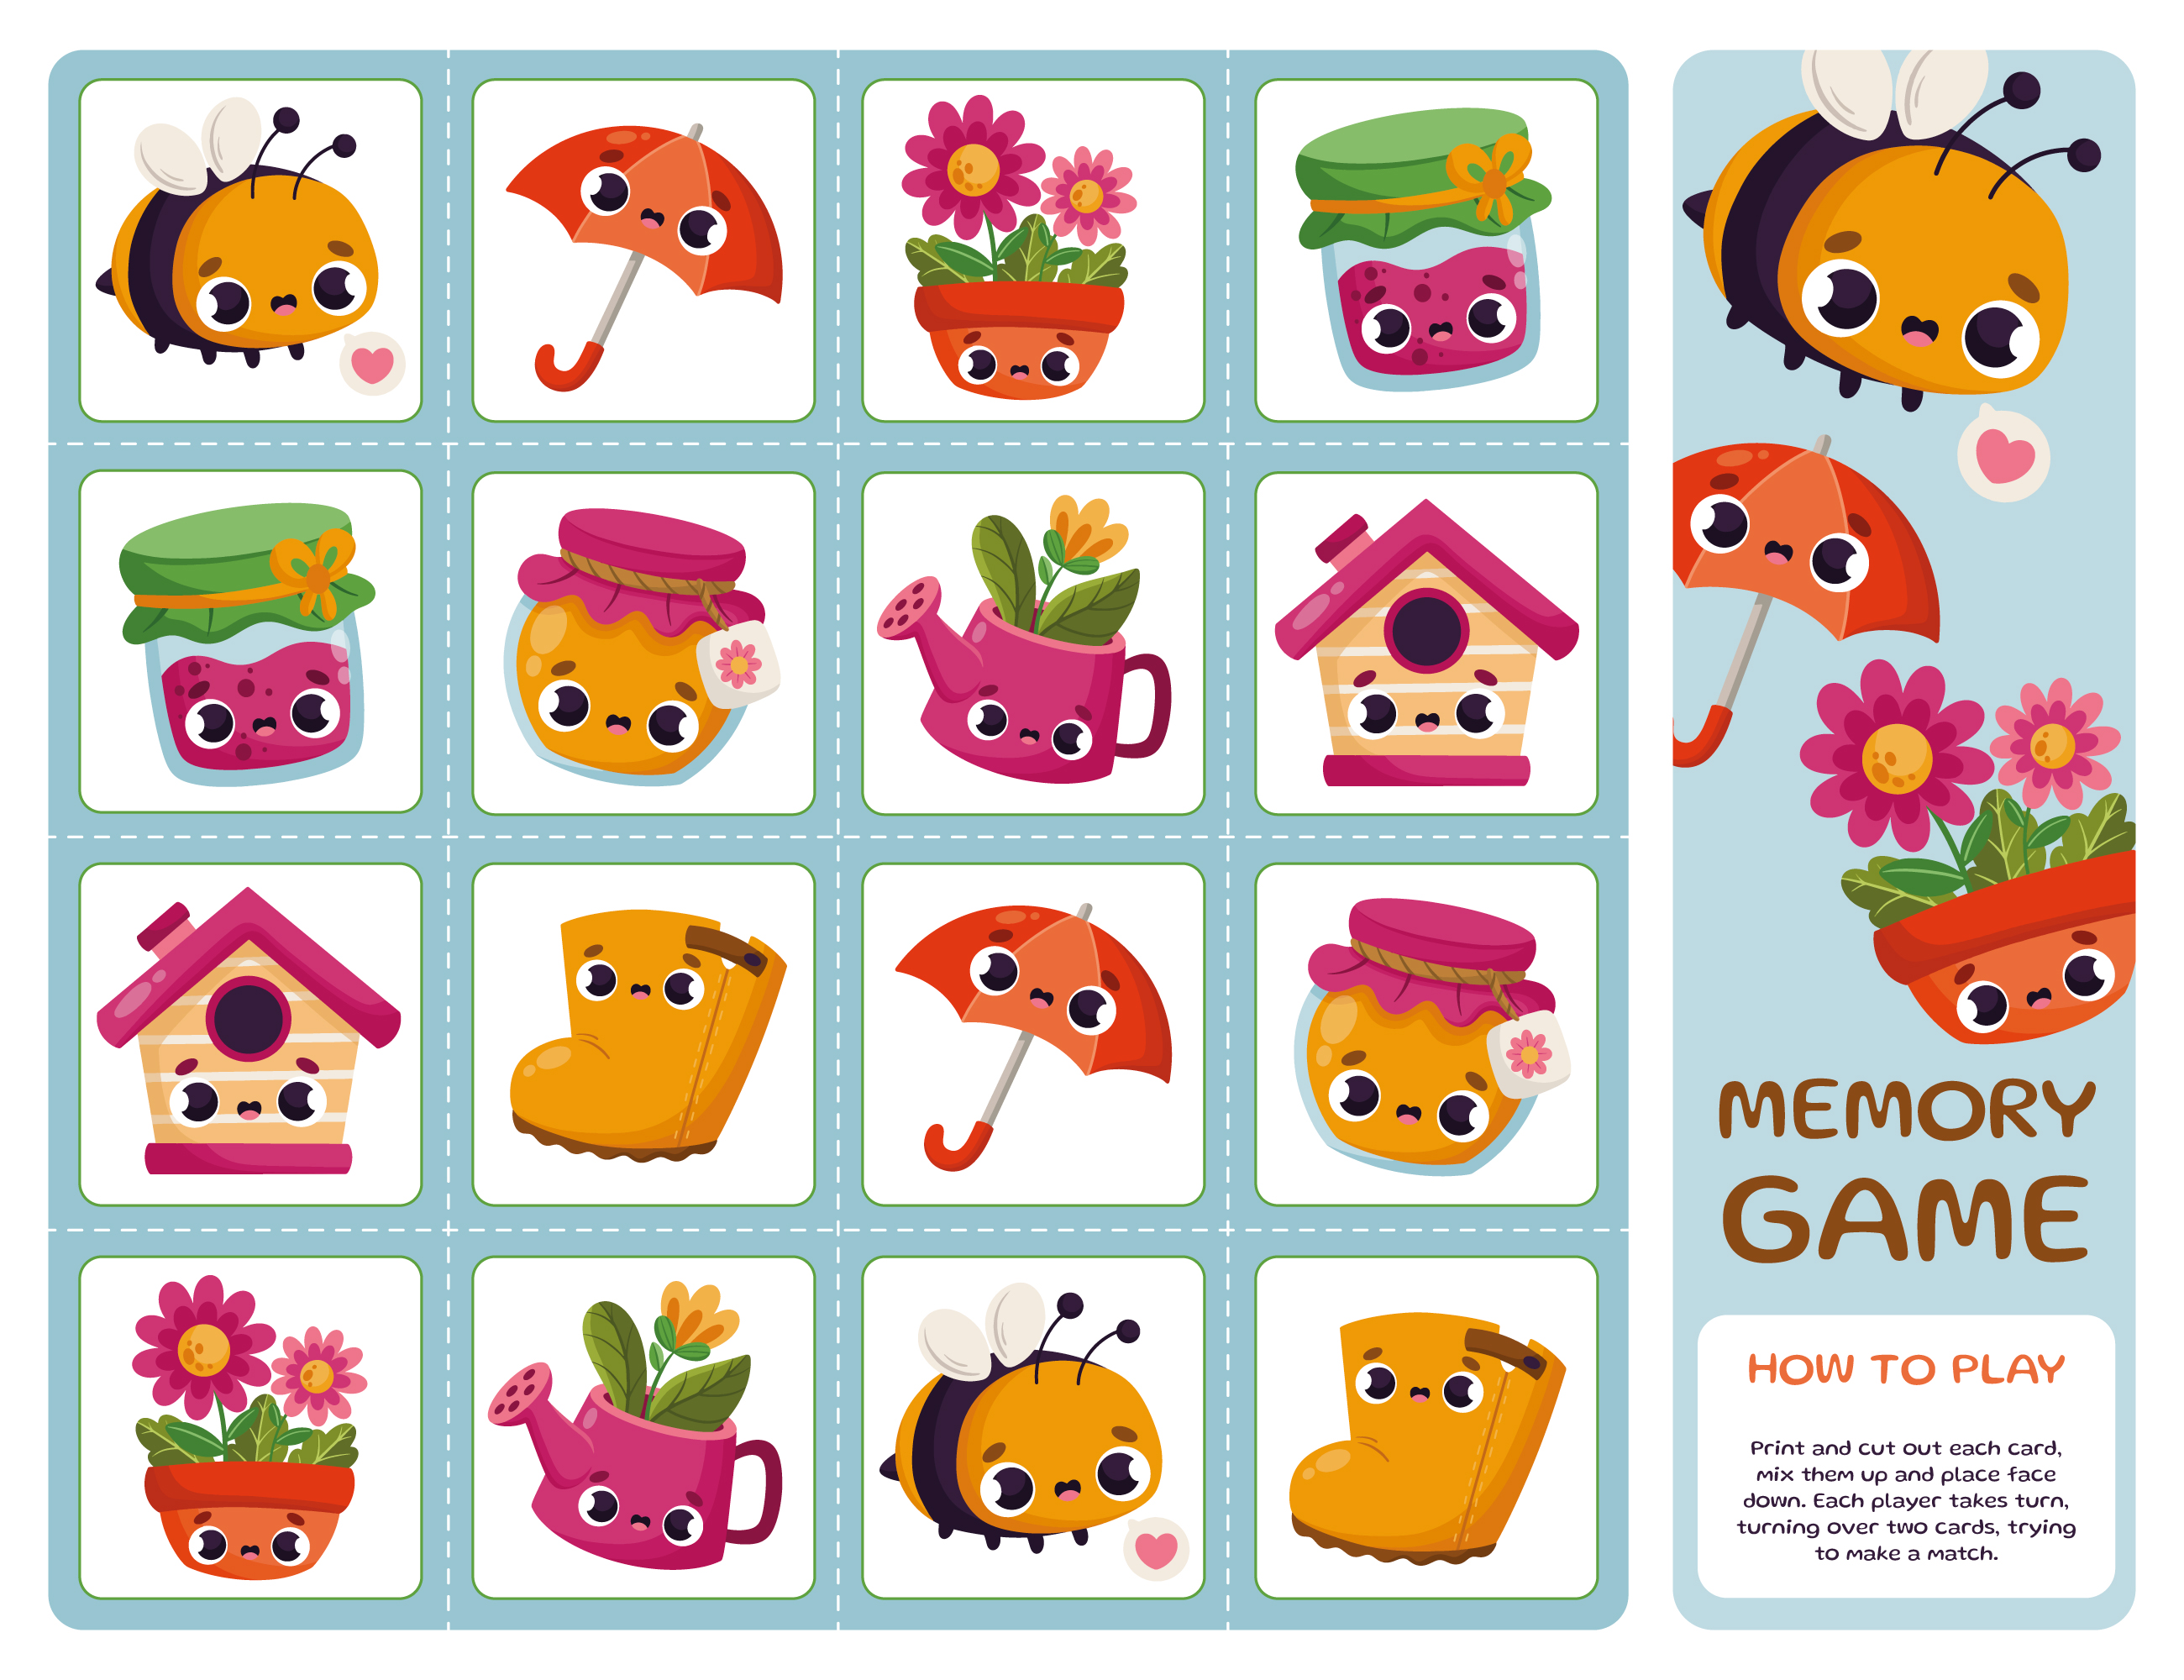 MEMORY
GAME
HOW TO PLAY
Print and cut out each card,
mix them up and place face
down. Each player takes turn,
turning over two cards, trying
to make a match.